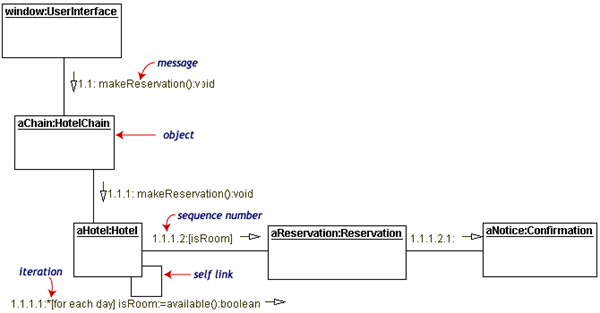 window:UserInterface
message
1.1: makeReservation():void
aChain:HotelChain
object
1.1.1: makeReservation():void
sequence number
aHotel:Hotel
1.1.1.2:[isRoom]
aReservation:Reservation
1.1.1.2.1:
aNotice:Confirmation
iteration
self link
1.1.1.1:*[for each day] isRoom:=available():boolean